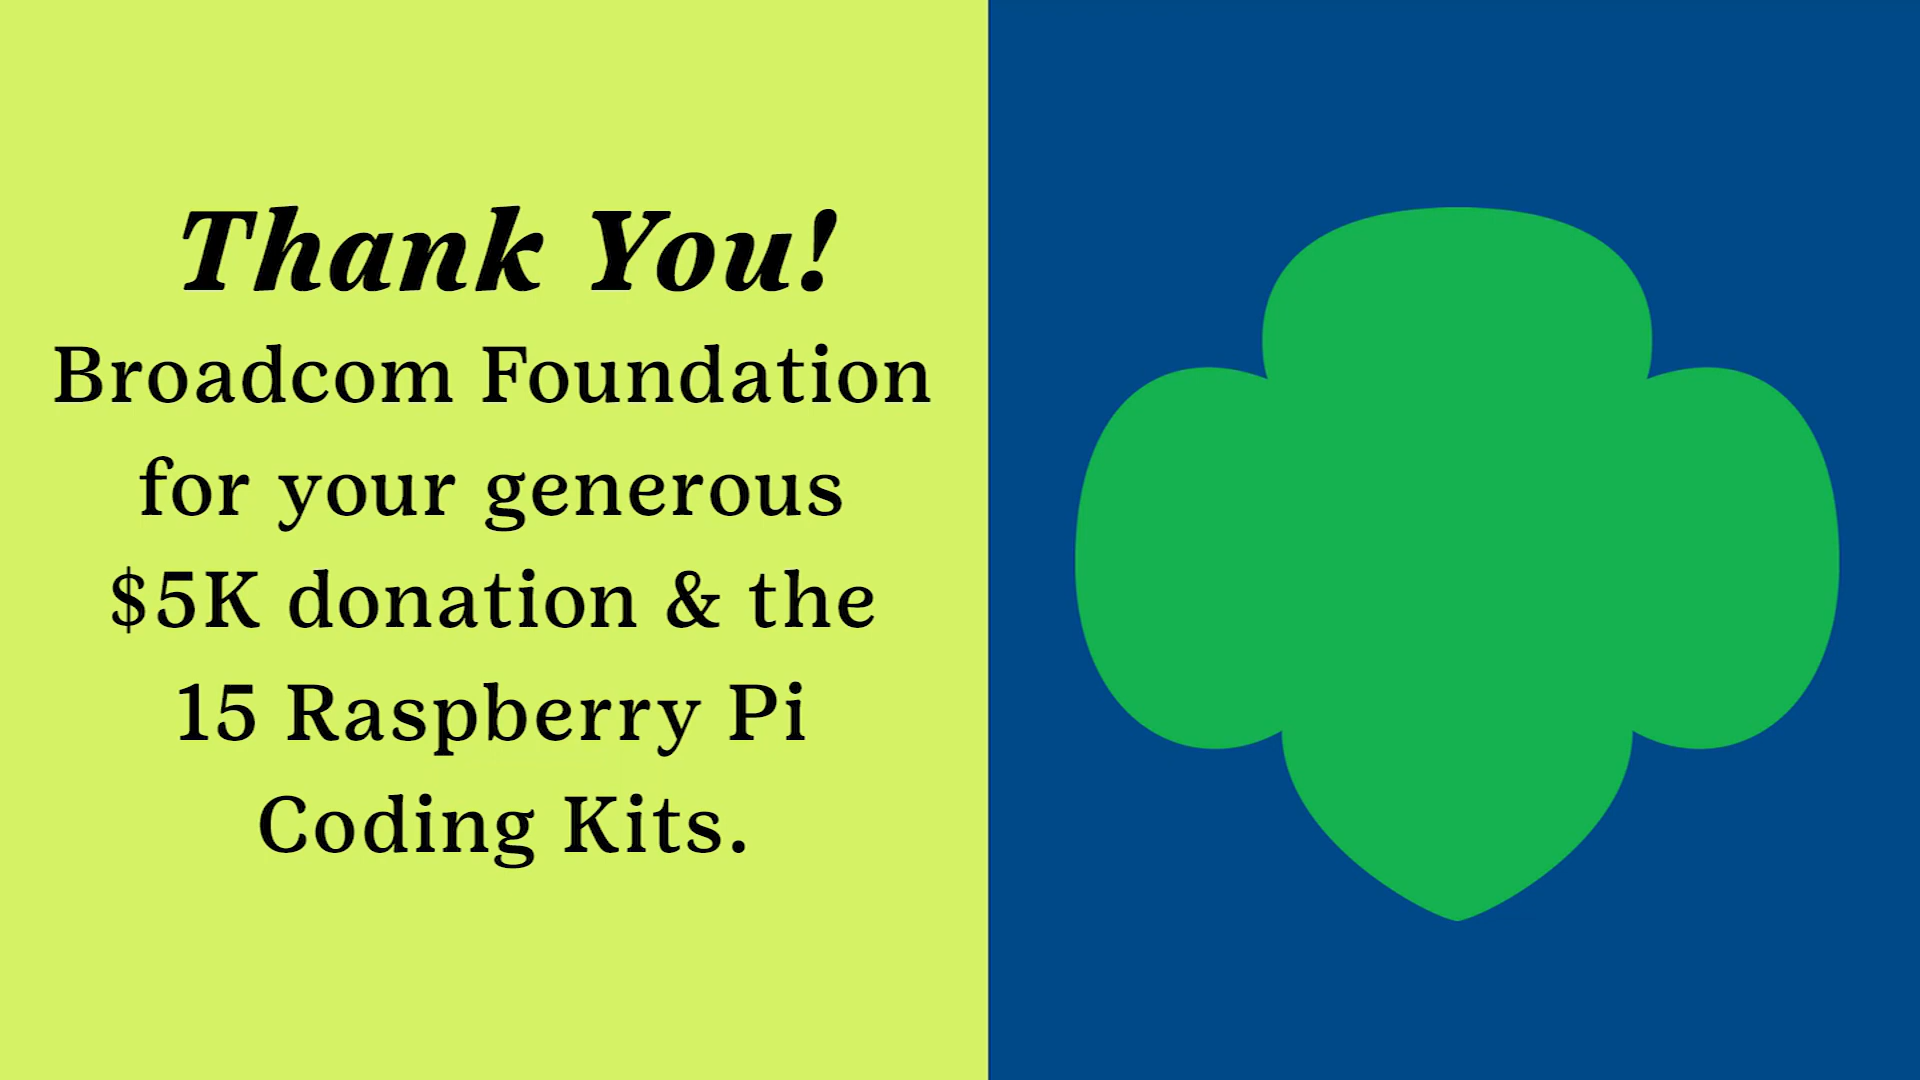 Thank You!
Broadcom Foundation
for your generous
$5K donation & the
15 Raspberry Pi
Coding Kits.